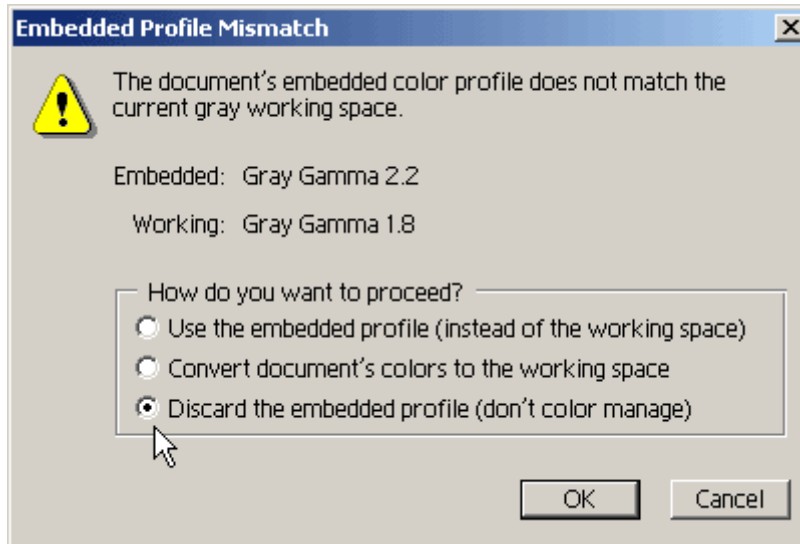 Embedded Profile Mismatch
The document's embedded color profile does not match the
current gray working space.
Embedded: Gray Gamma 2.2
Working: Gray Gamma 1.8
How do you want to proceed?
Use the embedded profile (instead of the working space)
Convert document's colors to the working space
Discard the embedded profile (don't color manage)
OK Cancel